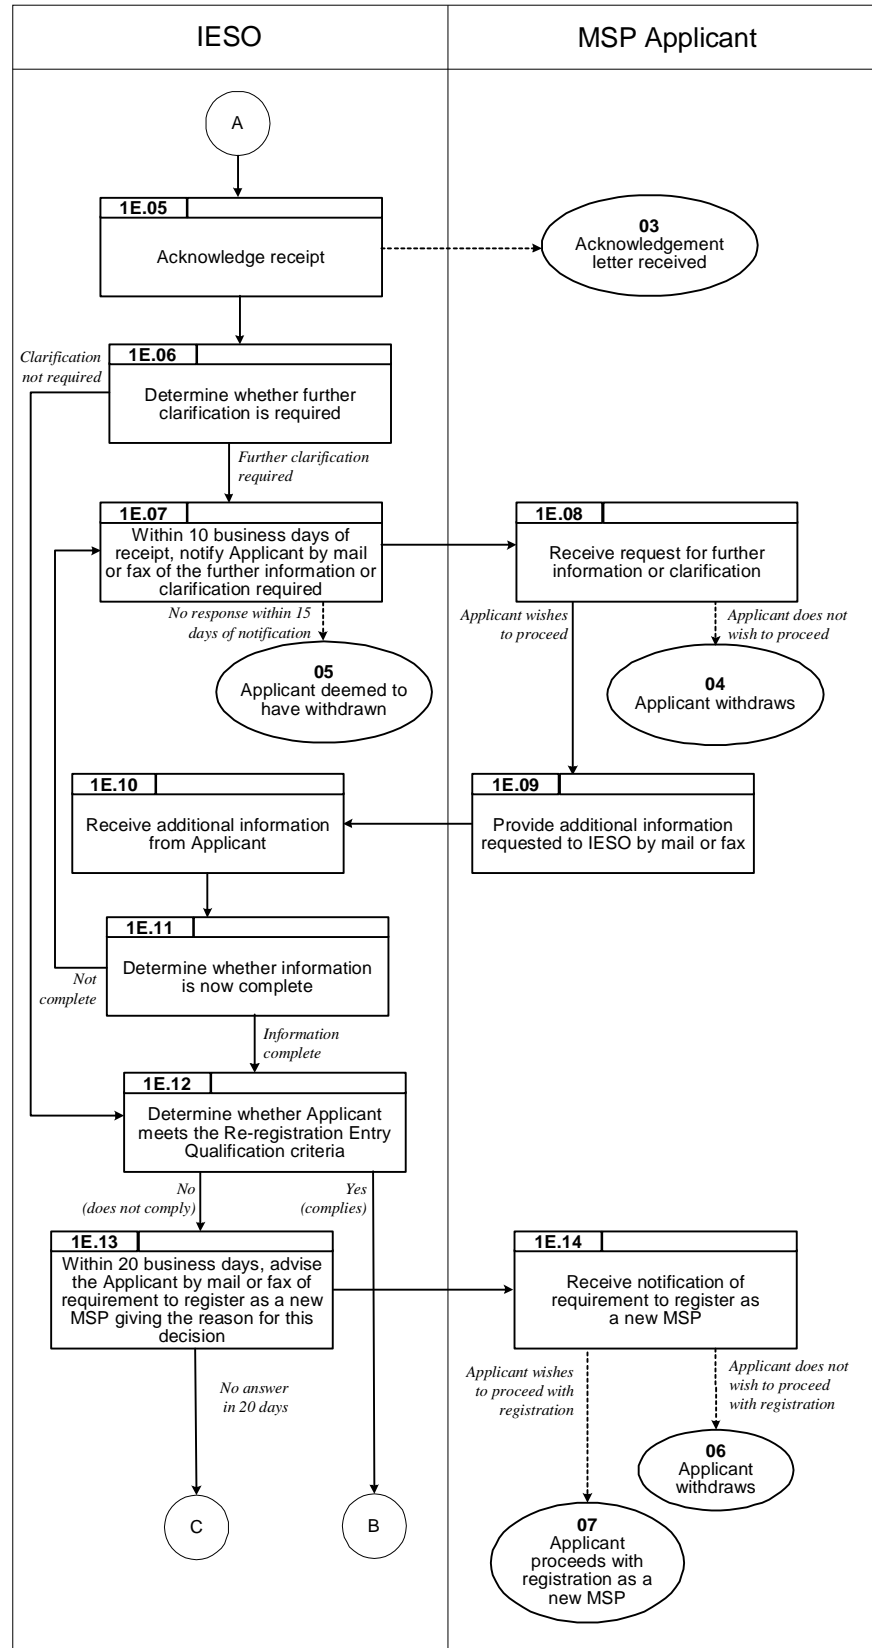 IESO
MSP Applicant
A
1E.05
Acknowledge receipt
03
Acknowledgement
letter received
Clarification
not required
1E.06
Determine whether further
clarification is required
Further clarification
required
1E.07
Within 10 business days of
receipt, notify Applicant by mail
or fax of the further information or
clarification required
1E.08
Receive request for further
information or clarification
No response within 15
days of notification
Applicant wishes
to proceed
Applicant does not
wish to proceed
05
Applicant deemed to
have withdrawn
04
Applicant withdraws
1E.10
Receive additional information
from Applicant
1E.09
Provide additional information
requested to IESO by mail or fax
1E.11
Determine whether information
is now complete
Not
complete
Information
complete
1E.12
Determine whether Applicant
meets the Re-registration Entry
Qualification criteria
No
(does not comply)
Yes
(complies)
1E.13
Within 20 business days, advise
the Applicant by mail or fax of
requirement to register as a new
MSP giving the reason for this
decision
1E.14
Receive notification of
requirement to register as
a new MSP
No answer
in 20 days
Applicant wishes
to proceed with
registration
Applicant does not
wish to proceed
with registration
06
Applicant
withdraws
C
B
07
Applicant
proceeds with
registration as a
new MSP